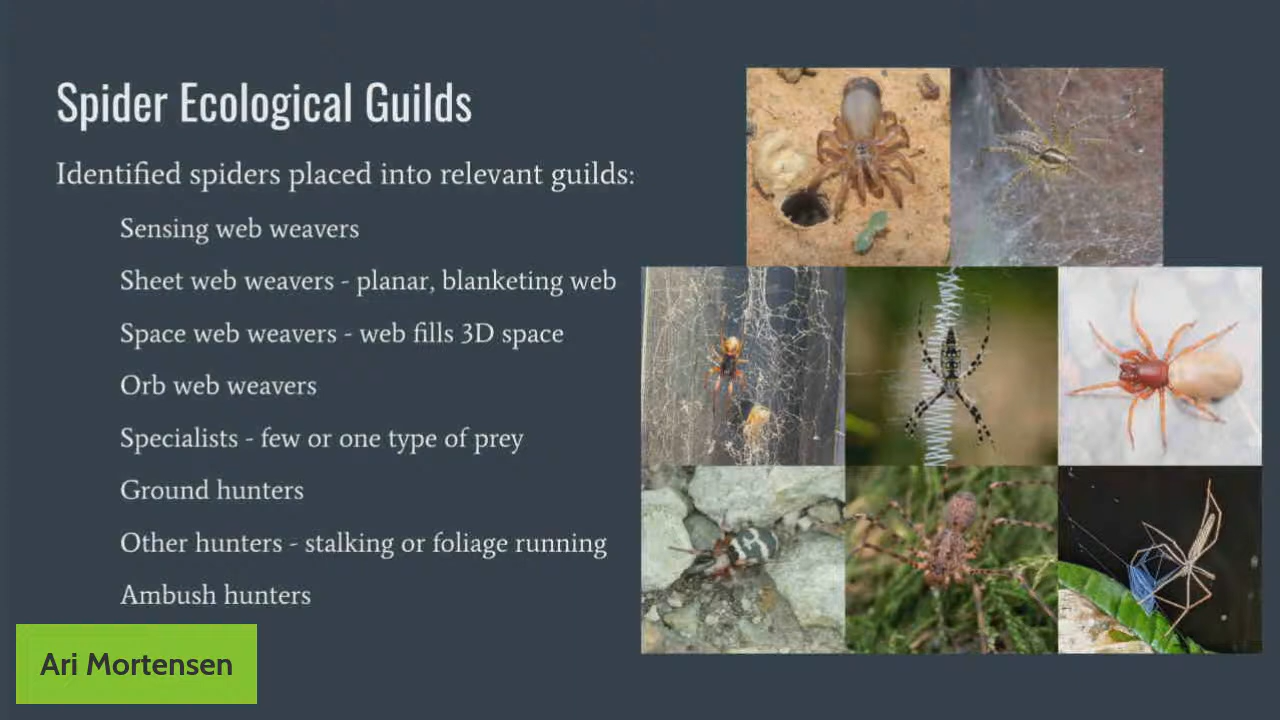 Spider Ecological Guilds
Identified spiders placed into relevant guilds:
Sensing web weavers
Sheet web weavers - planar, blanketing web
Space web weavers - web fills 3D space
Orb web weavers
Specialists - few or one type of prey
Ground hunters
Other hunters - stalking or foliage running
Ambush hunters
Ari Mortensen